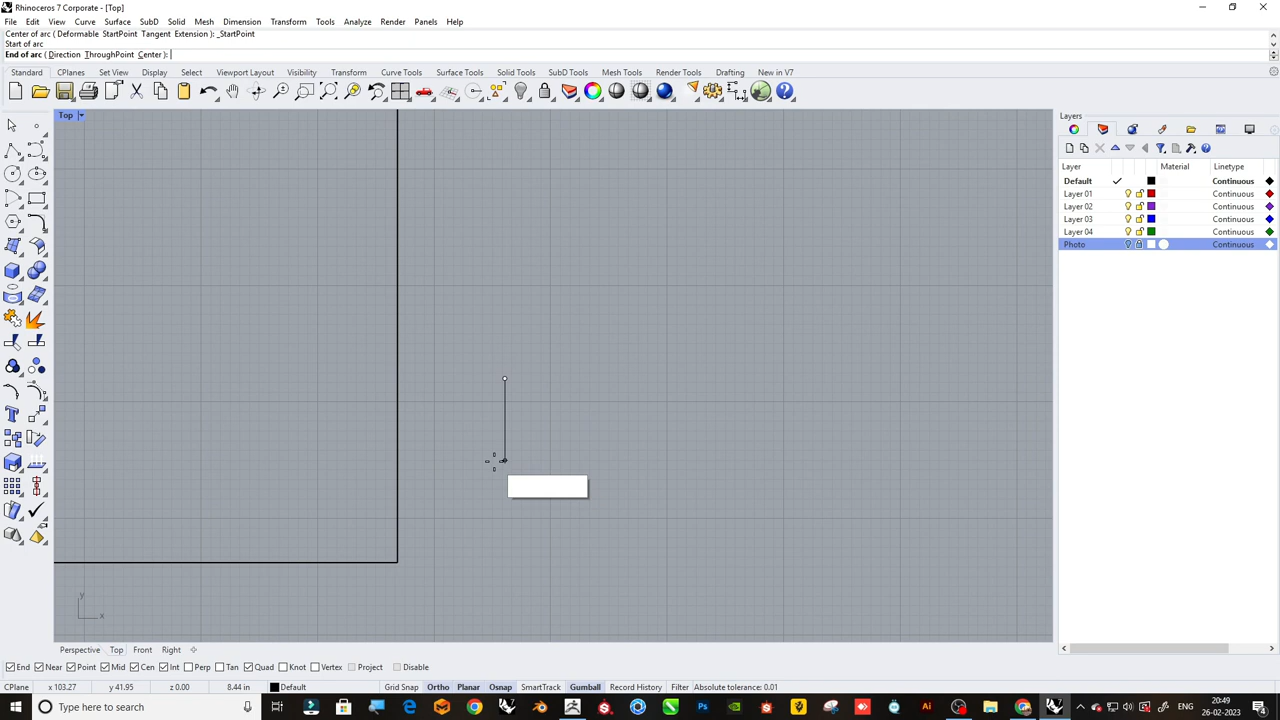 Rhinoceros 7 Corporate - [Top]
File Edit View Curve Surface SubD Solid Mesh Dimension Transform Tools Analyze Render Panels Help
Center of arc ( Deformable StartPoint Tangent Extension ): _StartPoint
Start of arc
End of arc ( Direction ThroughPoint Center ):
Standard CPlanes Set View Display Select Viewport Layout Visibility Transform Curve Tools Surface Tools Solid Tools SubD Tools Mesh Tools Render Tools Drafting New in V7
Top
Layers
Layer Material Linetype
Default Continuous
Layer 01 Continuous
Layer 02 Continuous
Layer 03 Continuous
Layer 04 Continuous
Photo Continuous
y
x
Perspective Top Front Right
End Near Point Mid Cen Int Perp Tan Quad Knot Vertex Project Disable
CPlane x 103.27 y 41.95 z 0.00 8.44 in Default Grid Snap Ortho Planar Osnap SmartTrack Gumball Record History Filter Absolute tolerance: 0.01
Type here to search
20:49
26-02-2023